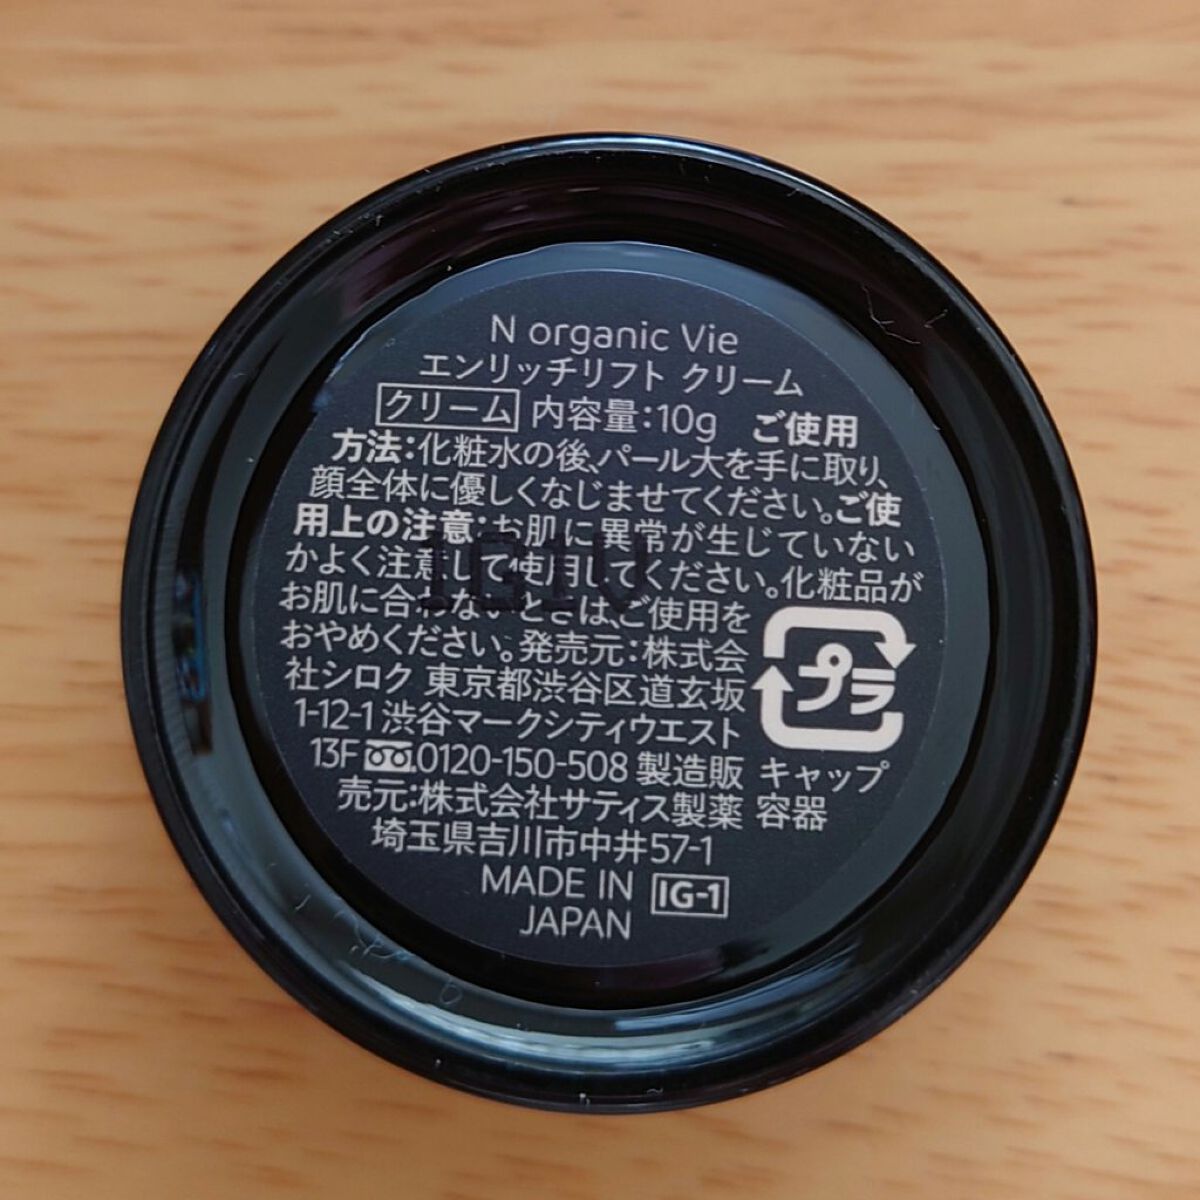 N organic Vie
エンリッチリフト クリーム
クリーム 内容量:10g ご使用
方法:化粧水の後、パール大を手に取り、
顔全体に優しくなじませてください。ご使
用上の注意:お肌に異常が生じていない
かよく注意して使用してください。化粧品が
お肌に合わないときは、ご使用を
おやめください。発売元:株式会
社シロク 東京都渋谷区道玄坂
1-12-1 渋谷マークシティウエスト
13F 0120-150-508 製造販
売元:株式会社サティス製薬
埼玉県吉川市中井57-1
MADE IN
JAPAN
IG-1
プラ
キャップ
容器